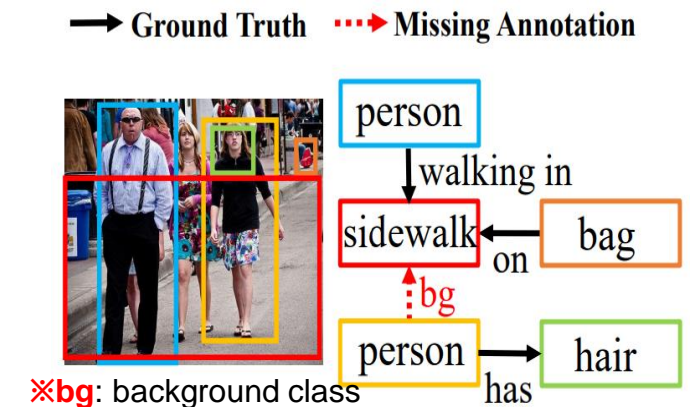 Ground Truth Missing Annotation
person
walking in
sidewalk bag
on
bg
person hair
has
※bg: background class